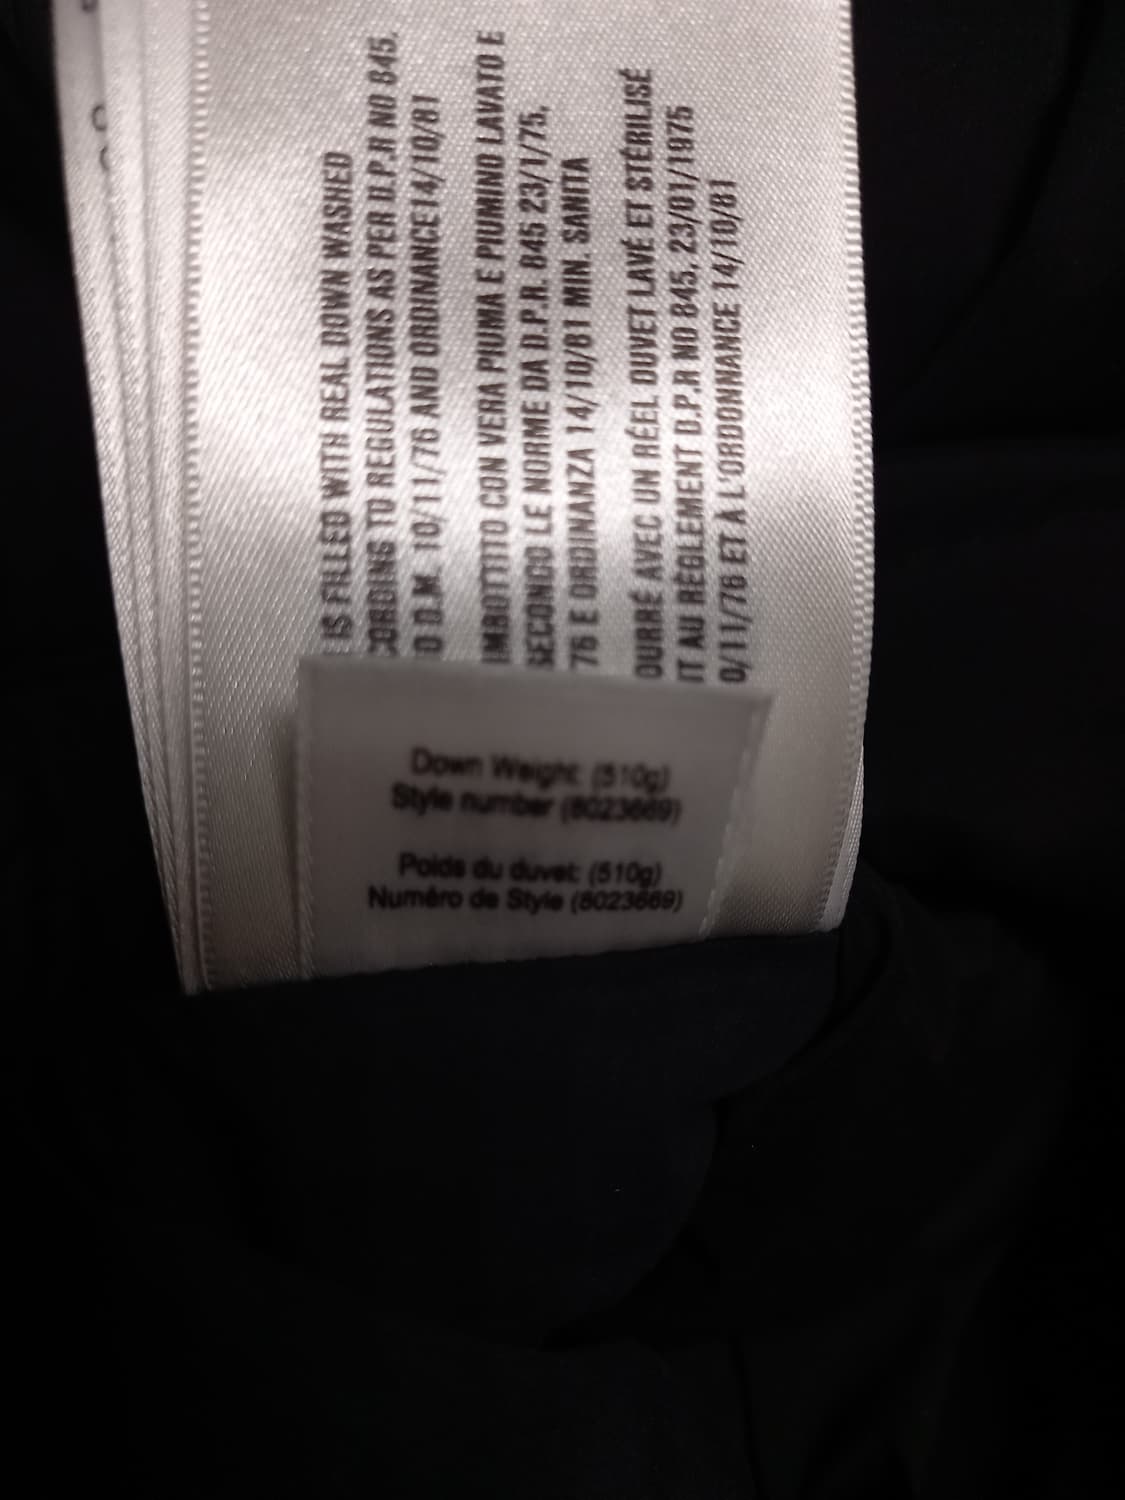 IS FILLED WITH REAL DOWN WASHED
CORDING TO REGULATIONS AS PER D.P.R NO 845,
D.M. 10/11/76 AND ORDINANCE14/10/81
IMBOTTITO CON VERA PIUMA E PIUMINO LAVATO E
SECONDO LE NORME DA D.P.R. 845 23/1/75,
76 E ORDINANZA 14/10/81 MIN. SANITA
OURRÉ AVEC UN RÉEL DUVET LAVÉ ET STÉRILISÉ
IT AU RÈGLEMENT D.P.R NO 845, 23/01/1975
0/11/76 ET À L'ORDONNANCE 14/10/81
Down Weight: (510g)
Style number (8023669)
Poids du duvet: (510g)
Numéro de Style (8023669)